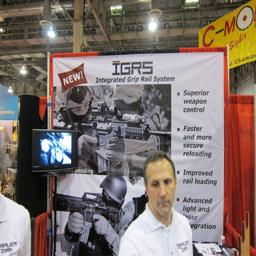 NEW!
IGRS
Integrated Grip Rail System
Superior
weapon
control
Faster
and more
secure
reloading
Improved
rail loading
Advanced
light and
integration
pending
C-MO